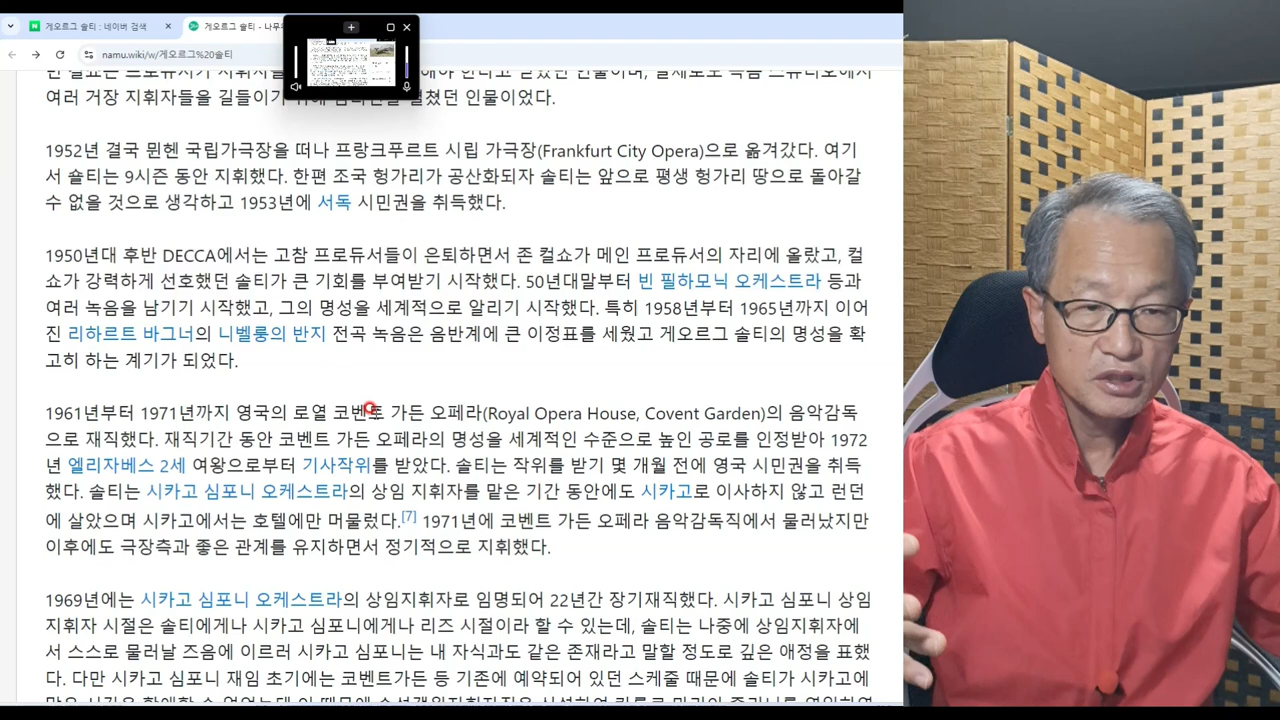 게오르그 솔티 : 네이버 검색
게오르그 솔티 - 나무
namu.wiki/w/게오르그%20솔티
여러 거장 지휘자들을 길들이기
던 인물이었다.
1952년 결국 뮌헨 국립가극장을 떠나 프랑크푸르트 시립 가극장(Frankfurt City Opera)으로 옮겨갔다. 여기
서 숄티는 9시즌 동안 지휘했다. 한편 조국 헝가리가 공산화되자 솔티는 앞으로 평생 헝가리 땅으로 돌아갈
수 없을 것으로 생각하고 1953년에 서독 시민권을 취득했다.
1950년대 후반 DECCA에서는 고참 프로듀서들이 은퇴하면서 존 컬쇼가 메인 프로듀서의 자리에 올랐고, 컬
쇼가 강력하게 선호했던 솔티가 큰 기회를 부여받기 시작했다. 50년대말부터 빈 필하모닉 오케스트라 등과
여러 녹음을 남기기 시작했고, 그의 명성을 세계적으로 알리기 시작했다. 특히 1958년부터 1965년까지 이어
진 리하르트 바그너의 니벨룽의 반지 전곡 녹음은 음반계에 큰 이정표를 세웠고 게오르그 솔티의 명성을 확
고히 하는 계기가 되었다.
1961년부터 1971년까지 영국의 로열 코벤트 가든 오페라(Royal Opera House, Covent Garden)의 음악감독
으로 재직했다. 재직기간 동안 코벤트 가든 오페라의 명성을 세계적인 수준으로 높인 공로를 인정받아 1972
년 엘리자베스 2세 여왕으로부터 기사작위를 받았다. 솔티는 작위를 받기 몇 개월 전에 영국 시민권을 취득
했다. 솔티는 시카고 심포니 오케스트라의 상임 지휘자를 맡은 기간 동안에도 시카고로 이사하지 않고 런던
에 살았으며 시카고에서는 호텔에만 머물렀다.[7] 1971년에 코벤트 가든 오페라 음악감독직에서 물러났지만
이후에도 극장측과 좋은 관계를 유지하면서 정기적으로 지휘했다.
1969년에는 시카고 심포니 오케스트라의 상임지휘자로 임명되어 22년간 장기재직했다. 시카고 심포니 상임
지휘자 시절은 솔티에게나 시카고 심포니에게나 리즈 시절이라 할 수 있는데, 솔티는 나중에 상임지휘자에
서 스스로 물러날 즈음에 이르러 시카고 심포니는 내 자식과도 같은 존재라고 말할 정도로 깊은 애정을 표했
다. 다만 시카고 심포니 재임 초기에는 코벤트가든 등 기존에 예약되어 있던 스케줄 때문에 솔티가 시카고에